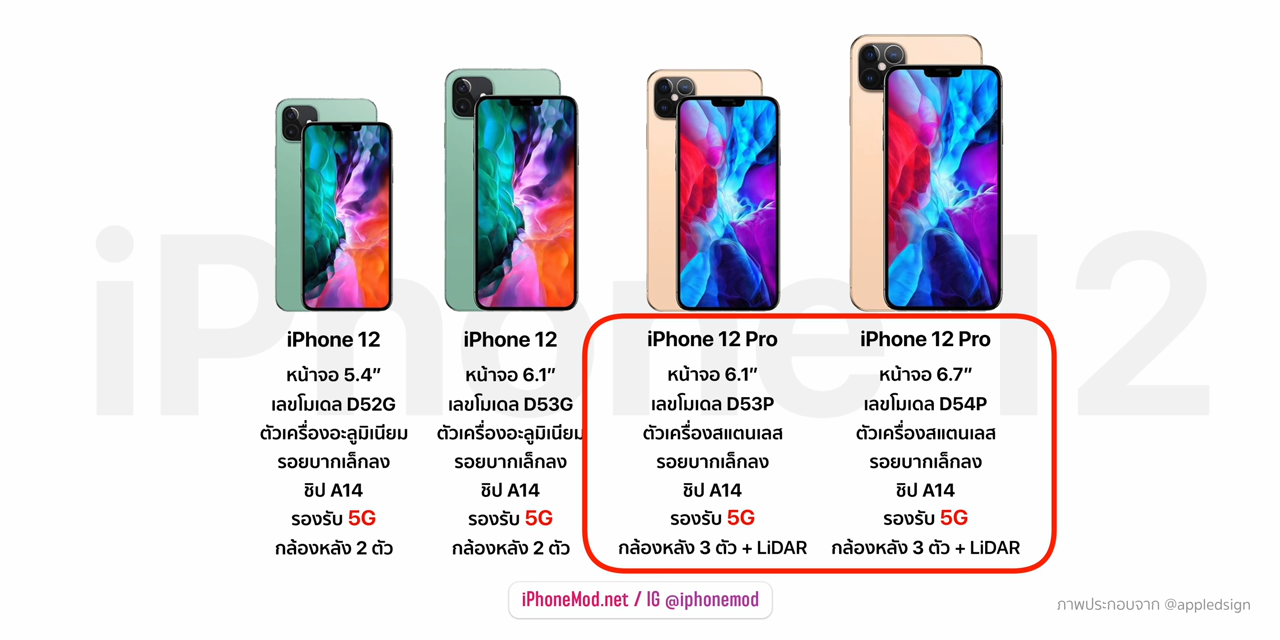 iPhone 12
iPhone 12
หน้าจอ 5.4”
เลขโมเดล D52G
ตัวเครื่องอะลูมิเนียม
รอยบากเล็กลง
ชิป A14
รองรับ 5G
กล้องหลัง 2 ตัว
iPhone 12
หน้าจอ 6.1”
เลขโมเดล D53G
ตัวเครื่องอะลูมิเนียม
รอยบากเล็กลง
ชิป A14
รองรับ 5G
กล้องหลัง 2 ตัว
iPhone 12 Pro
หน้าจอ 6.1”
เลขโมเดล D53P
ตัวเครื่องสแตนเลส
รอยบากเล็กลง
ชิป A14
รองรับ 5G
กล้องหลัง 3 ตัว + LiDAR
iPhone 12 Pro
หน้าจอ 6.7”
เลขโมเดล D54P
ตัวเครื่องสแตนเลส
รอยบากเล็กลง
ชิป A14
รองรับ 5G
กล้องหลัง 3 ตัว + LiDAR
iPhoneMod.net / IG @iphonemod
ภาพประกอบจาก @appledsign